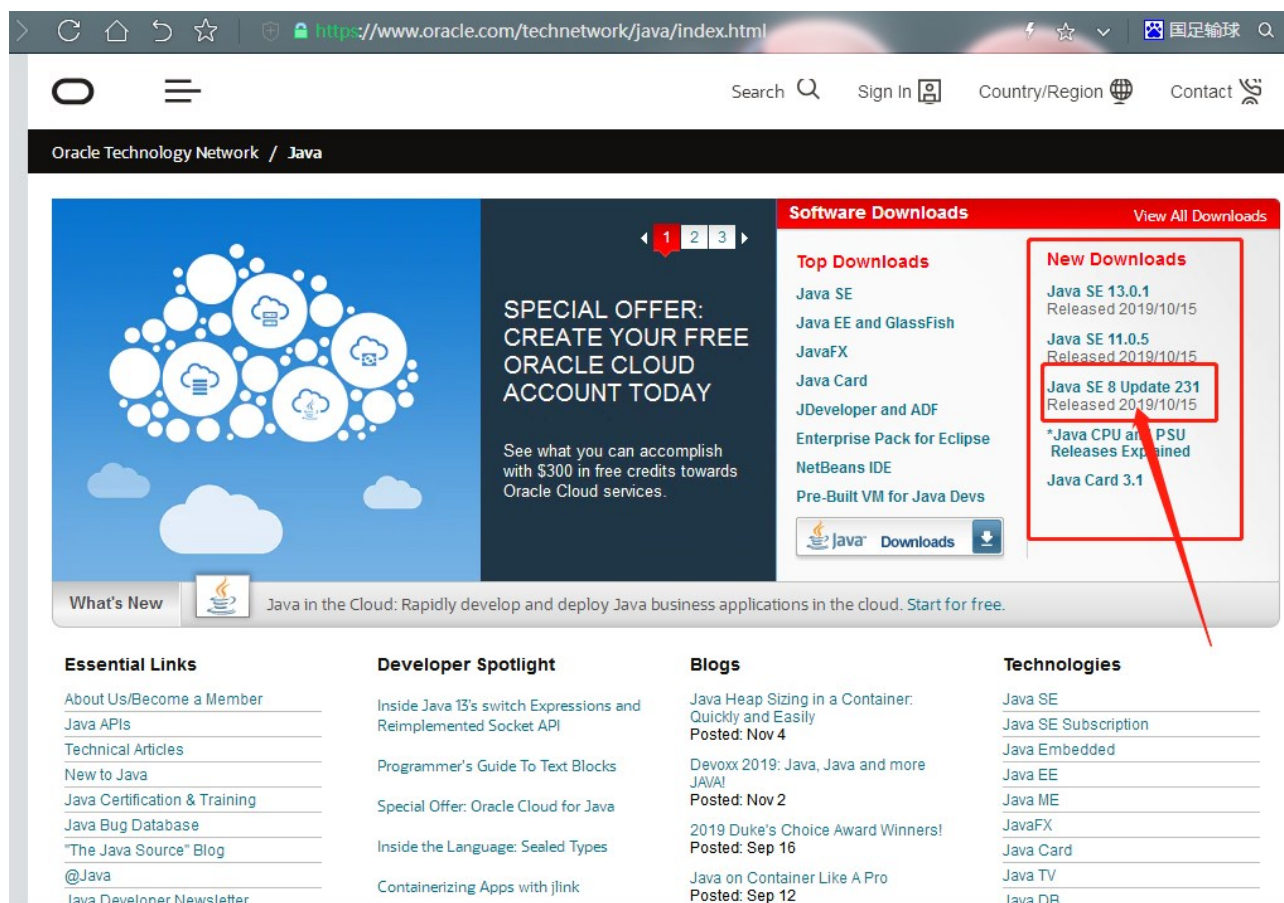 https://www.oracle.com/technetwork/java/index.html
国足输球
Search
Sign In
Country/Region
Contact
Oracle Technology Network / Java
1 2 3
SPECIAL OFFER:
CREATE YOUR FREE
ORACLE CLOUD
ACCOUNT TODAY
See what you can accomplish
with $300 in free credits towards
Oracle Cloud services.
Software Downloads
View All Downloads
Top Downloads
Java SE
Java EE and GlassFish
JavaFX
Java Card
JDeveloper and ADF
Enterprise Pack for Eclipse
NetBeans IDE
Pre-Built VM for Java Devs
Java Downloads
New Downloads
Java SE 13.0.1
Released 2019/10/15
Java SE 11.0.5
Released 2019/10/15
Java SE 8 Update 231
Released 2019/10/15
*Java CPU and PSU
Releases Explained
Java Card 3.1
What's New
Java in the Cloud: Rapidly develop and deploy Java business applications in the cloud. Start for free.
Essential Links
About Us/Become a Member
Java APIs
Technical Articles
New to Java
Java Certification & Training
Java Bug Database
"The Java Source" Blog
@Java
Java Developer Newsletter
Developer Spotlight
Inside Java 13's switch Expressions and
Reimplemented Socket API
Programmer's Guide To Text Blocks
Special Offer: Oracle Cloud for Java
Inside the Language: Sealed Types
Containerizing Apps with jlink
Blogs
Java Heap Sizing in a Container:
Quickly and Easily
Posted: Nov 4
Devoxx 2019: Java, Java and more
JAVA!
Posted: Nov 2
2019 Duke's Choice Award Winners!
Posted: Sep 16
Java on Container Like A Pro
Posted: Sep 12
Technologies
Java SE
Java SE Subscription
Java Embedded
Java EE
Java ME
JavaFX
Java Card
Java TV
Java DB